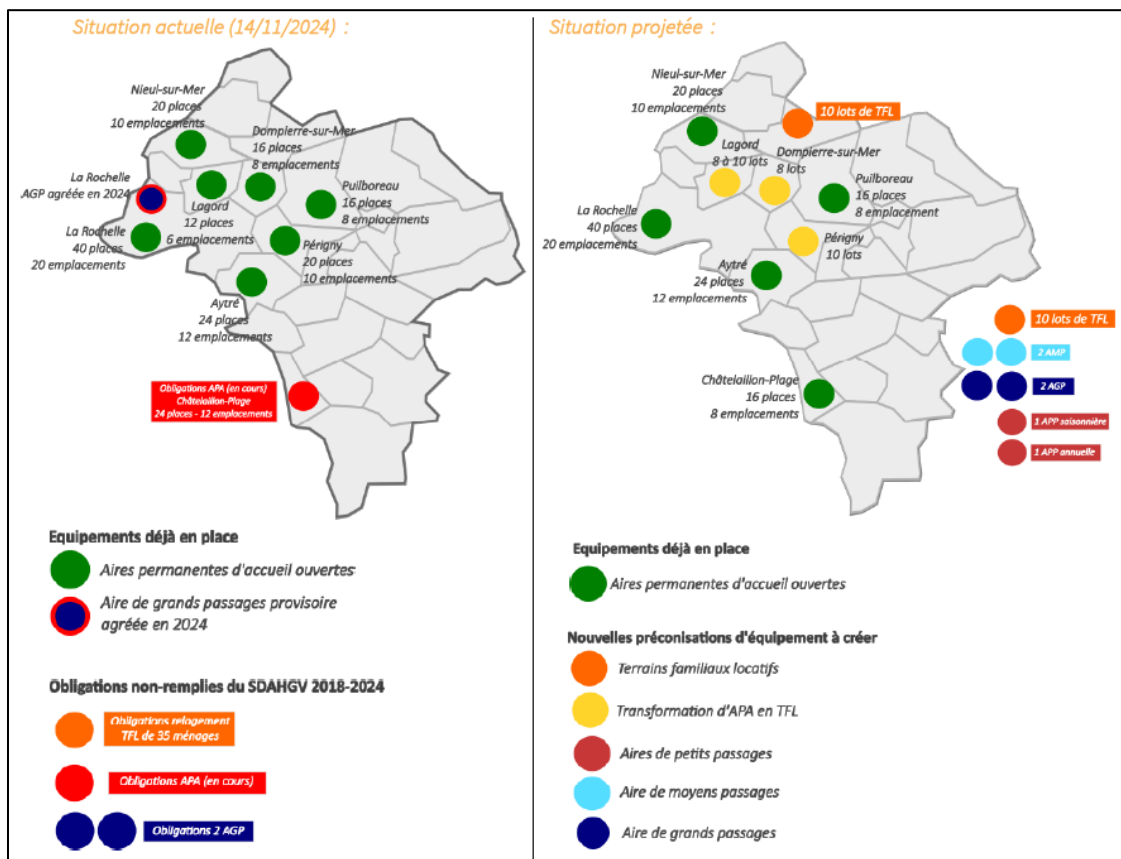 Situation actuelle (14/11/2024) :
Nieul-sur-Mer
20 places
10 emplacements
Dompierre-sur-Mer
16 places
8 emplacements
La Rochelle
AGP agréée en 2024
Puilboreau
16 places
8 emplacements
Lagord
12 places
6 emplacements
La Rochelle
40 places
20 emplacements
Périgny
20 places
10 emplacements
Aytré
24 places
12 emplacements
Obligations APA (en cours)
Châtelaillon-Plage
24 places - 12 emplacements
Equipements déjà en place
Aires permanentes d'accueil ouvertes
Aire de grands passages provisoire
agréée en 2024
Obligations non-remplies du SDAHGV 2018-2024
Obligations relogement
TFL de 35 ménages
Obligations APA (en cours)
Obligations 2 AGP
Situation projetée :
Nieul-sur-Mer
20 places
10 emplacements
10 lots de TFL
Lagord
8 à 10 lots
Dompierre-sur-Mer
8 lots
Puilboreau
16 places
8 emplacement
La Rochelle
40 places
20 emplacements
Périgny
10 lots
Aytré
24 places
12 emplacements
10 lots de TFL
2 AMP
2 AGP
1 APP saisonnière
1 APP annuelle
Châtelaillon-Plage
16 places
8 emplacements
Equipements déjà en place
Aires permanentes d'accueil ouvertes
Nouvelles préconisations d'équipement à créer
Terrains familiaux locatifs
Transformation d'APA en TFL
Aires de petits passages
Aire de moyens passages
Aire de grands passages